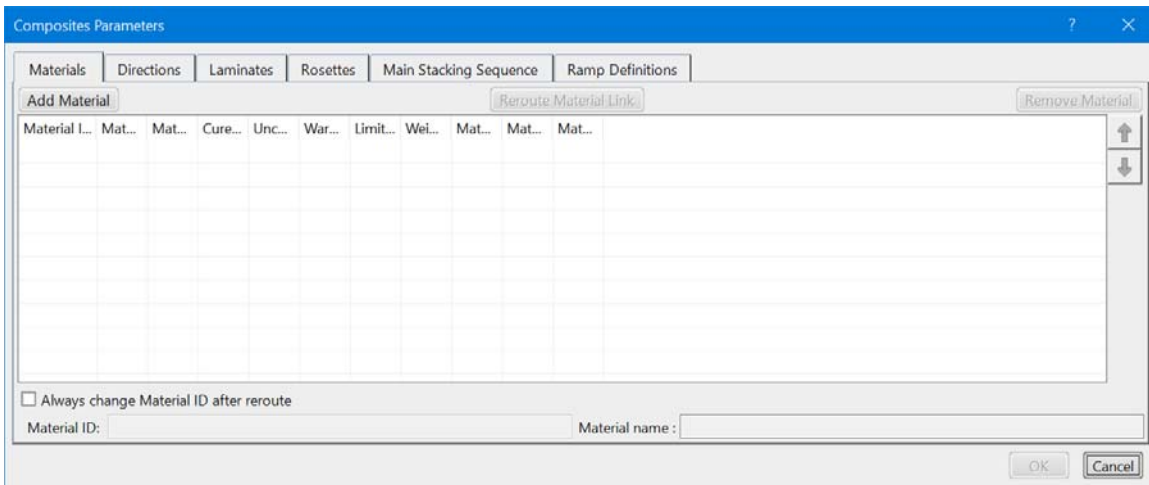 Composites Parameters ? ×
Materials Directions Laminates Rosettes Main Stacking Sequence Ramp Definitions
Add Material Reroute Material Link Remove Material
Material I... Mat... Mat... Cure... Unc... War... Limit... Wei... Mat... Mat... Mat...
Always change Material ID after reroute
Material ID: Material name :
OK Cancel